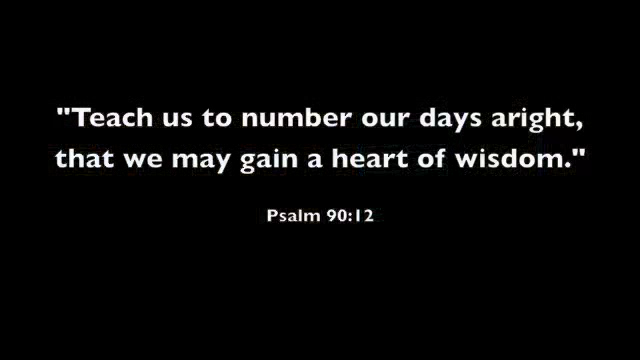 "Teach us to number our days aright,
that we may gain a heart of wisdom."
Psalm 90:12